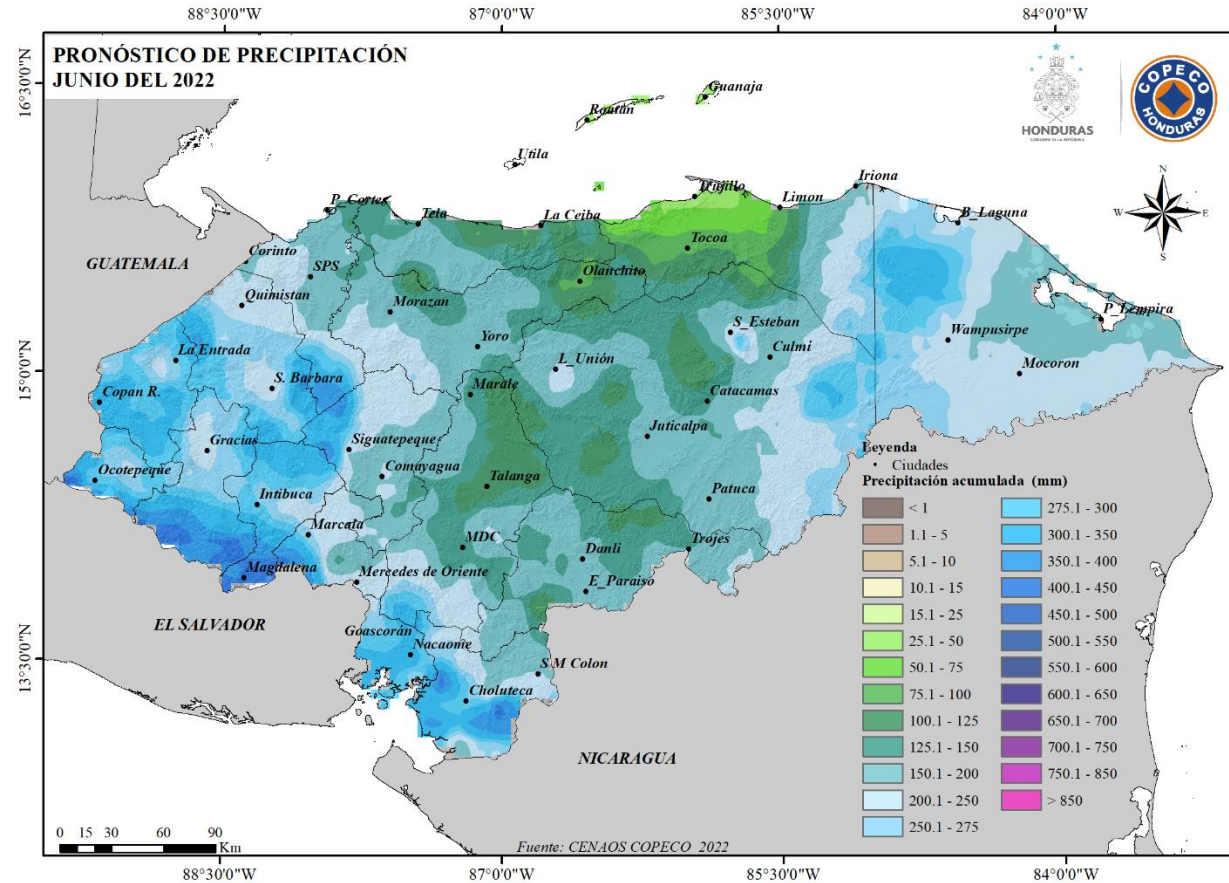 88°30'0"W
87°0'0"W
85°30'0"W
84°0'0"W
PRONÓSTICO DE PRECIPITACIÓN
JUNIO DEL 2022
16°30'0"N
15°0'0"N
13°30'0"N
HONDURAS
GOBIERNO DE LA REPÚBLICA
COPECO
HONDURAS
N
W
E
S
Guanaja
Roatán
Utila
Trujillo
Iriona
P_Cortes
Tela
La Ceiba
Limon
B_Laguna
Corinto
Tocoa
GUATEMALA
SPS
Olanchito
Quimistan
Morazan
P_Lempira
S_Esteban
Wampusirpe
Yoro
La Entrada
L_Unión
Culmi
Mocoron
S. Barbara
Marale
Copan R.
Catacamas
Gracias
Siguatepeque
Juticalpa
Comayagua
Ocotepeque
Talanga
Intibuca
Patuca
Marcala
MDC
Danli
Trojes
Magdalena
Mercedes de Oriente
E_Paraiso
EL SALVADOR
Goascorán
Nacaome
S M Colon
Choluteca
NICARAGUA
Leyenda
Ciudades
Precipitación acumulada (mm)
< 1
1.1 - 5
5.1 - 10
10.1 - 15
15.1 - 25
25.1 - 50
50.1 - 75
75.1 - 100
100.1 - 125
125.1 - 150
150.1 - 200
200.1 - 250
250.1 - 275
275.1 - 300
300.1 - 350
350.1 - 400
400.1 - 450
450.1 - 500
500.1 - 550
550.1 - 600
600.1 - 650
650.1 - 700
700.1 - 750
750.1 - 850
> 850
0 15 30 60 90
Km
Fuente: CENAOS COPECO 2022
88°30'0"W
87°0'0"W
85°30'0"W
84°0'0"W